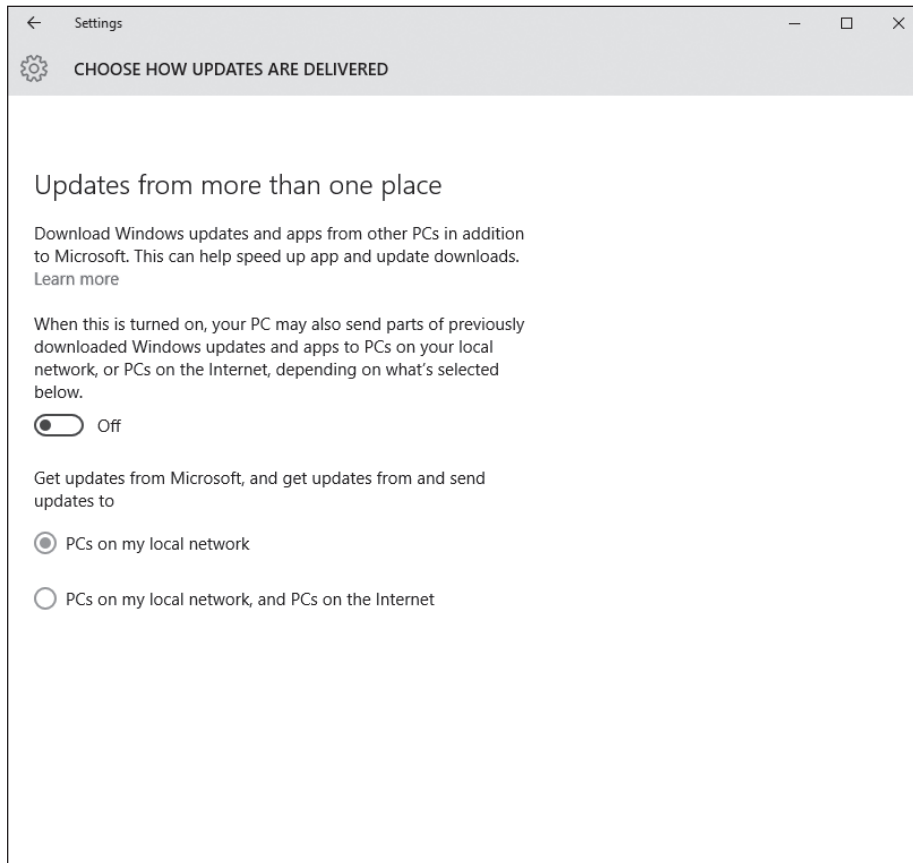 Settings
CHOOSE HOW UPDATES ARE DELIVERED
Updates from more than one place
Download Windows updates and apps from other PCs in addition
to Microsoft. This can help speed up app and update downloads.
Learn more
When this is turned on, your PC may also send parts of previously
downloaded Windows updates and apps to PCs on your local
network, or PCs on the Internet, depending on what's selected
below.
Off
Get updates from Microsoft, and get updates from and send
updates to
PCs on my local network
PCs on my local network, and PCs on the Internet